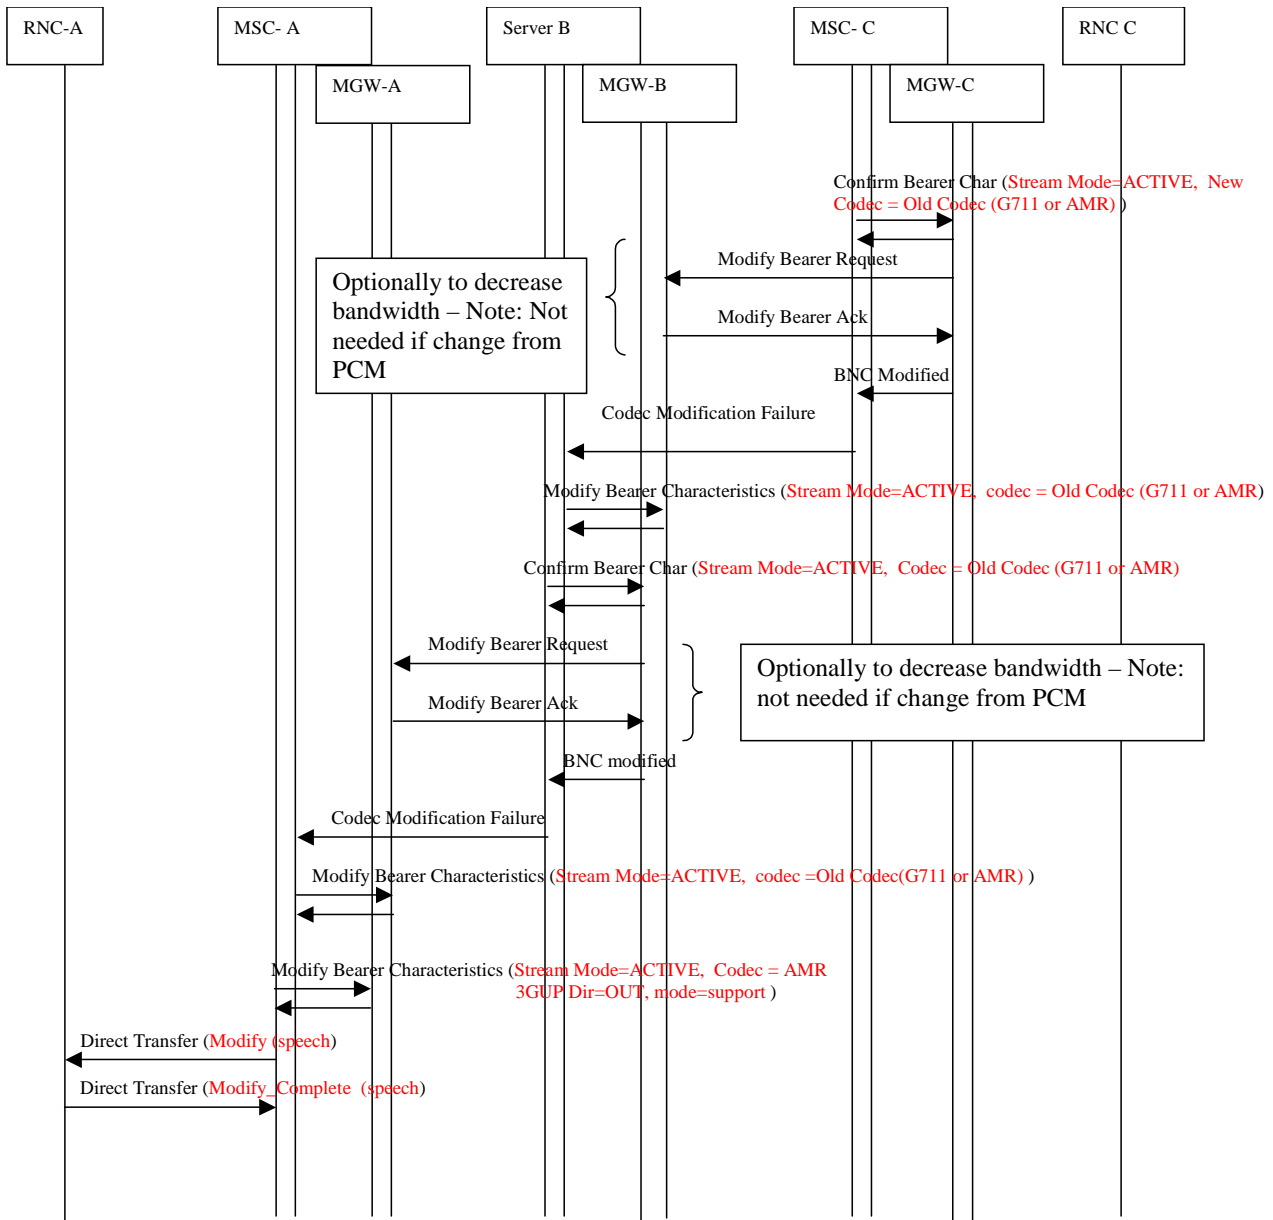 RNC-A
MSC- A
Server B
MSC- C
RNC C
MGW-A
MGW-B
MGW-C
Confirm Bearer Char (Stream Mode=ACTIVE,  New
Codec = Old Codec (G711 or AMR) )
Modify Bearer Request
Optionally to decrease
bandwidth – Note: Not
needed if change from
PCM
Modify Bearer Ack
BNC Modified
Codec Modification Failure
Modify Bearer Characteristics (Stream Mode=ACTIVE,  codec = Old Codec (G711 or AMR)
Confirm Bearer Char (Stream Mode=ACTIVE,  Codec = Old Codec (G711 or AMR)
Modify Bearer Request
Optionally to decrease bandwidth – Note:
not needed if change from PCM
Modify Bearer Ack
BNC modified
Codec Modification Failure
Modify Bearer Characteristics (Stream Mode=ACTIVE,  codec =Old Codec(G711 or AMR) )
Modify Bearer Characteristics (Stream Mode=ACTIVE,  Codec = AMR
3GUP Dir=OUT, mode=support )
Direct Transfer (Modify (speech)
Direct Transfer (Modify_Complete  (speech)